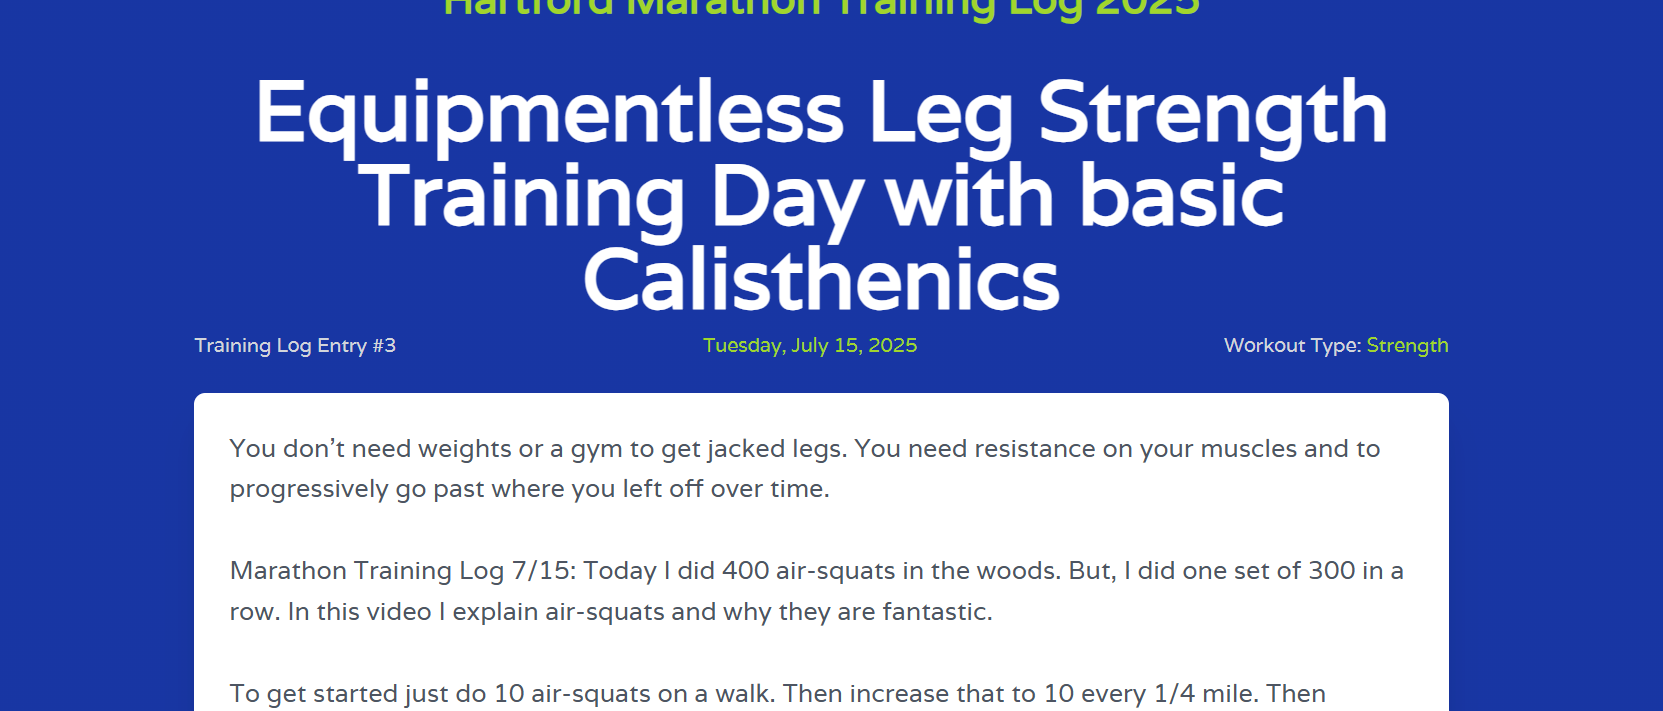 Hartford Marathon Training Log 2025
Equipmentless Leg Strength
Training Day with basic
Calisthenics
Training Log Entry #3
Tuesday, July 15, 2025
Workout Type: Strength
You don’t need weights or a gym to get jacked legs. You need resistance on your muscles and to
progressively go past where you left off over time.
Marathon Training Log 7/15: Today I did 400 air-squats in the woods. But, I did one set of 300 in a
row. In this video I explain air-squats and why they are fantastic.
To get started just do 10 air-squats on a walk. Then increase that to 10 every 1/4 mile. Then